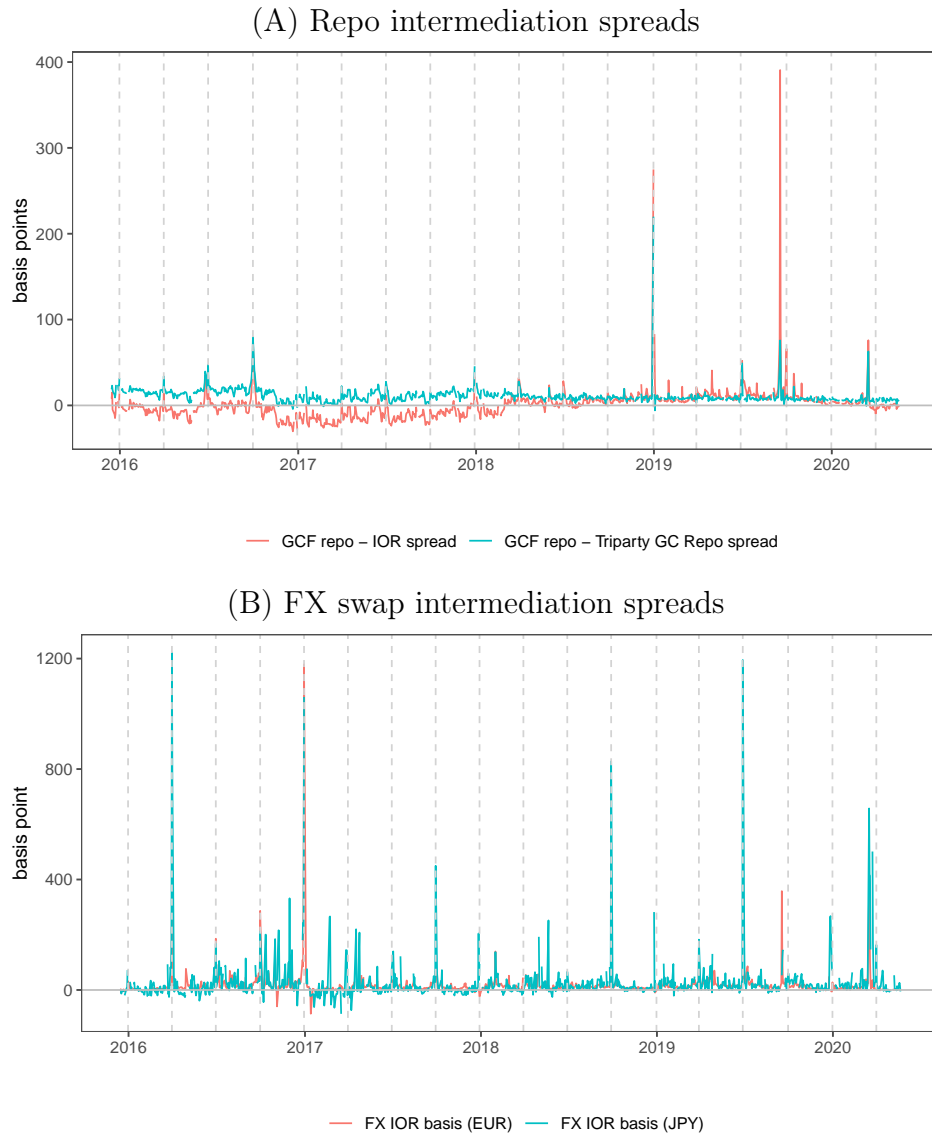 (A) Repo intermediation spreads
400
300
200
100
0
basis points
2016 2017 2018 2019 2020
GCF repo − IOR spread GCF repo − Triparty GC Repo spread
(B) FX swap intermediation spreads
1200
800
400
0
basis point
2016 2017 2018 2019 2020
FX IOR basis (EUR) FX IOR basis (JPY)